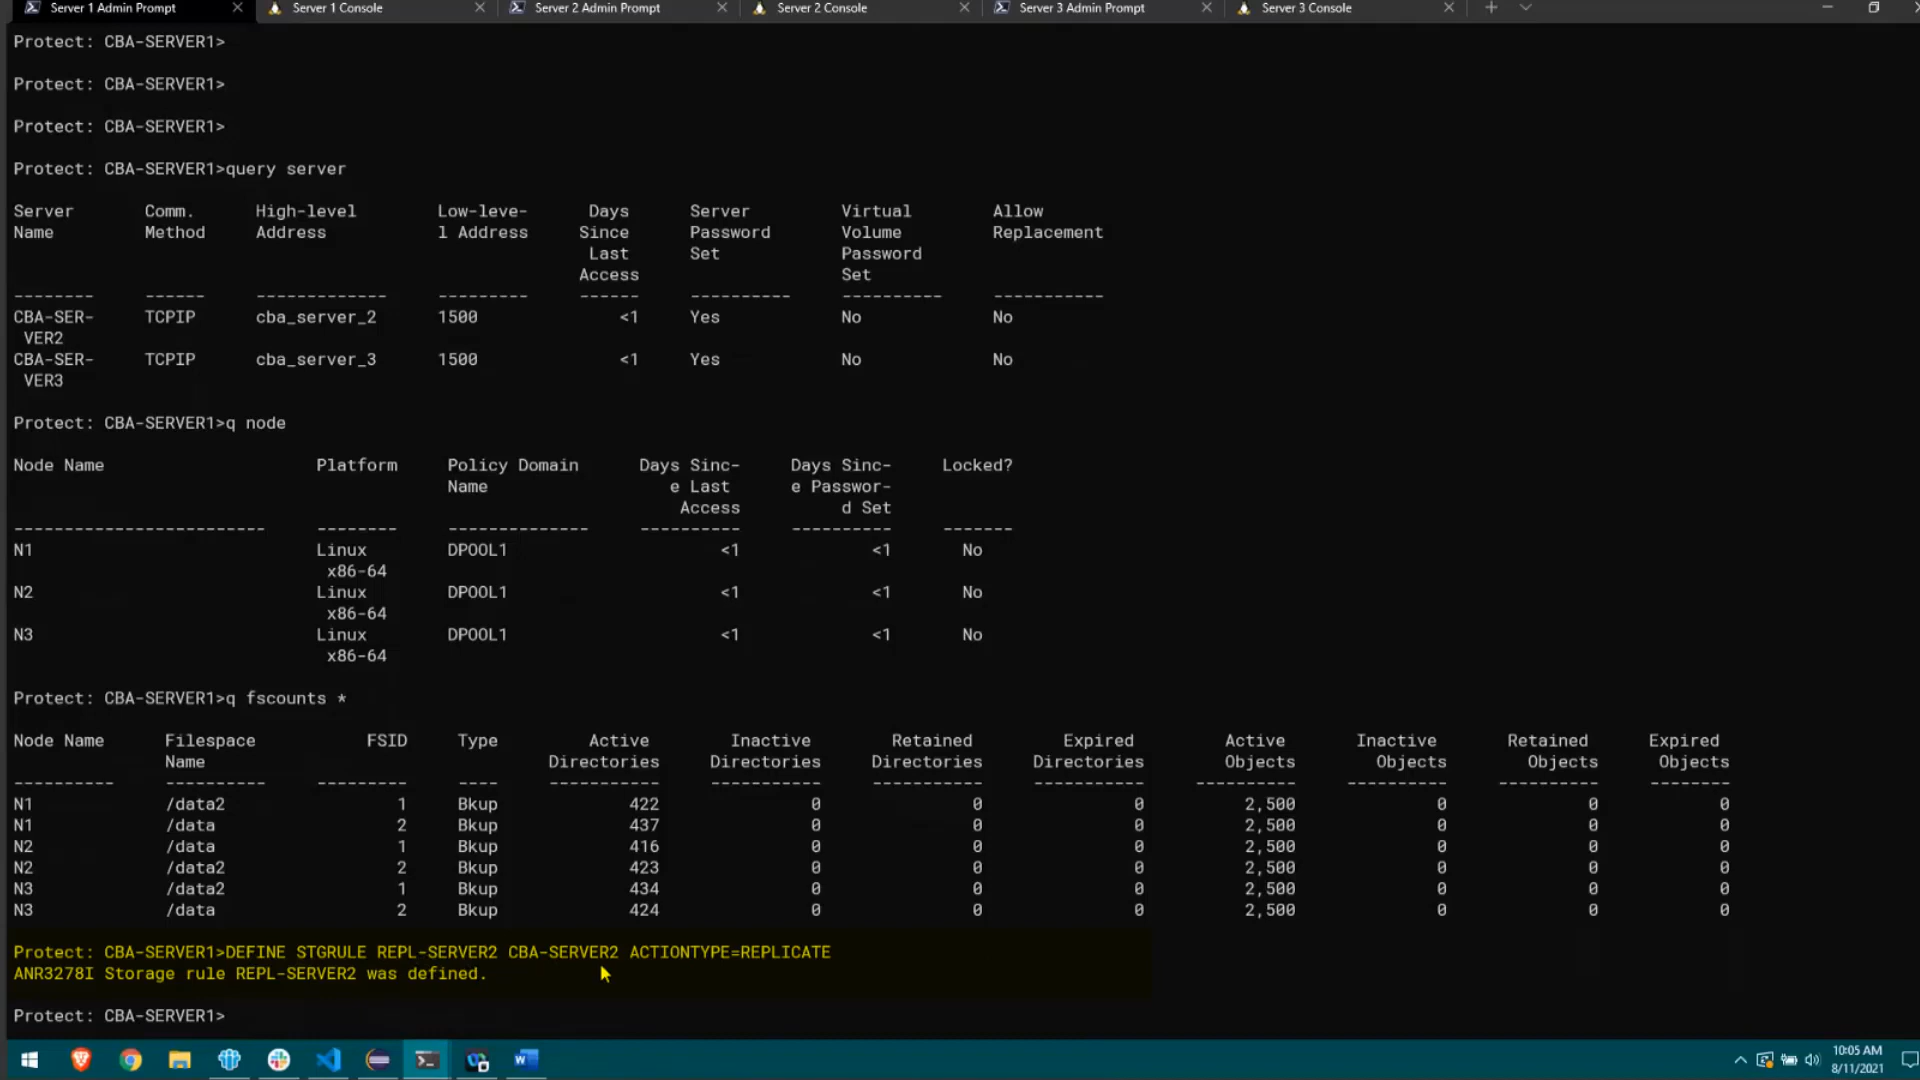 Server 1 Admin Prompt Server 1 Console Server 2 Admin Prompt Server 2 Console Server 3 Admin Prompt Server 3 Console
Protect: CBA-SERVER1>
Protect: CBA-SERVER1>
Protect: CBA-SERVER1>
Protect: CBA-SERVER1>query server
Server Comm. High-level Low-leve- Days Server Virtual Allow
Name Method Address l Address Since Password Volume Replacement
Last Set Password
Access Set
-------- ------ ------------- --------- ------ ---------- ---------- -----------
CBA-SER- TCPIP cba_server_2 1500 <1 Yes No No
VER2
CBA-SER- TCPIP cba_server_3 1500 <1 Yes No No
VER3
Protect: CBA-SERVER1>q node
Node Name Platform Policy Domain Days Sinc- Days Sinc- Locked?
Name e Last e Passwor-
Access d Set
------------------------- -------- -------------- ---------- ---------- -------
N1 Linux DPOOL1 <1 <1 No
x86-64
N2 Linux DPOOL1 <1 <1 No
x86-64
N3 Linux DPOOL1 <1 <1 No
x86-64
Protect: CBA-SERVER1>q fscounts *
Node Name Filespace FSID Type Active Inactive Retained Expired Active Inactive Retained Expired
Name Directories Directories Directories Directories Objects Objects Objects Objects
---------- ---------- --------- ---- ----------- ----------- ----------- ----------- ---------- ---------- ---------- --------
N1 /data2 1 Bkup 422 0 0 0 2,500 0 0 0
N1 /data 2 Bkup 437 0 0 0 2,500 0 0 0
N2 /data 1 Bkup 416 0 0 0 2,500 0 0 0
N2 /data2 2 Bkup 423 0 0 0 2,500 0 0 0
N3 /data2 1 Bkup 434 0 0 0 2,500 0 0 0
N3 /data 2 Bkup 424 0 0 0 2,500 0 0 0
Protect: CBA-SERVER1>DEFINE STGRULE REPL-SERVER2 CBA-SERVER2 ACTIONTYPE=REPLICATE
ANR3278I Storage rule REPL-SERVER2 was defined.
Protect: CBA-SERVER1>
10:05 AM
8/11/2021